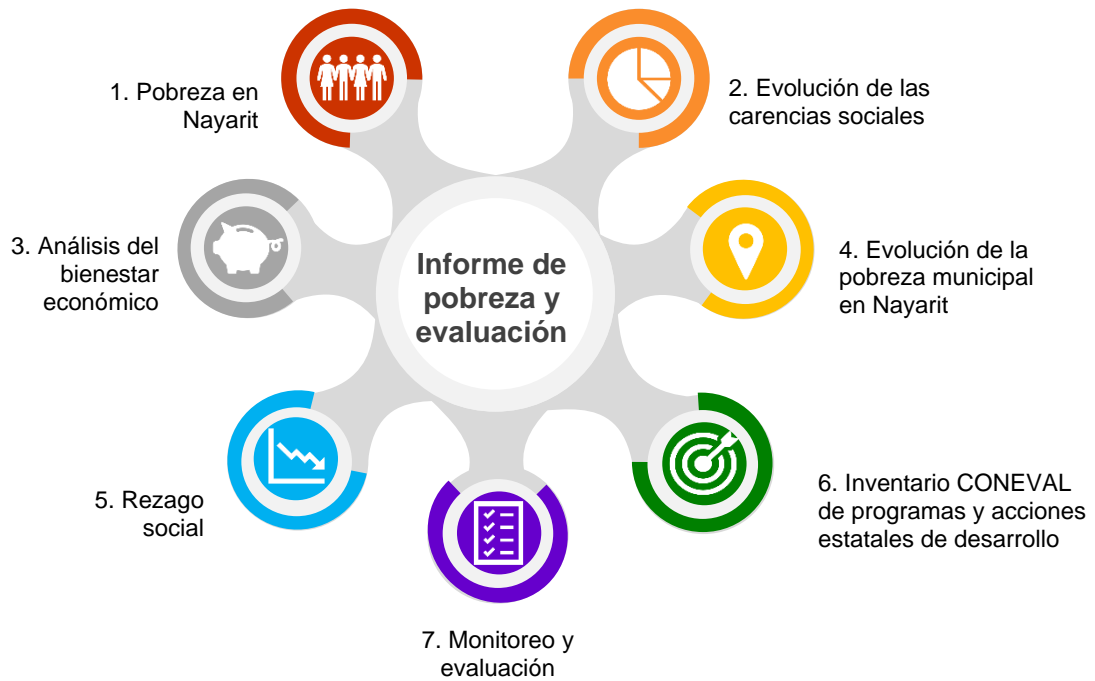 1. Pobreza en
Nayarit
2. Evolución de las
carencias sociales
3. Análisis del
bienestar
económico
Informe de
pobreza y
evaluación
4. Evolución de la
pobreza municipal
en Nayarit
5. Rezago
social
6. Inventario CONEVAL
de programas y acciones
estatales de desarrollo
7. Monitoreo y
evaluación